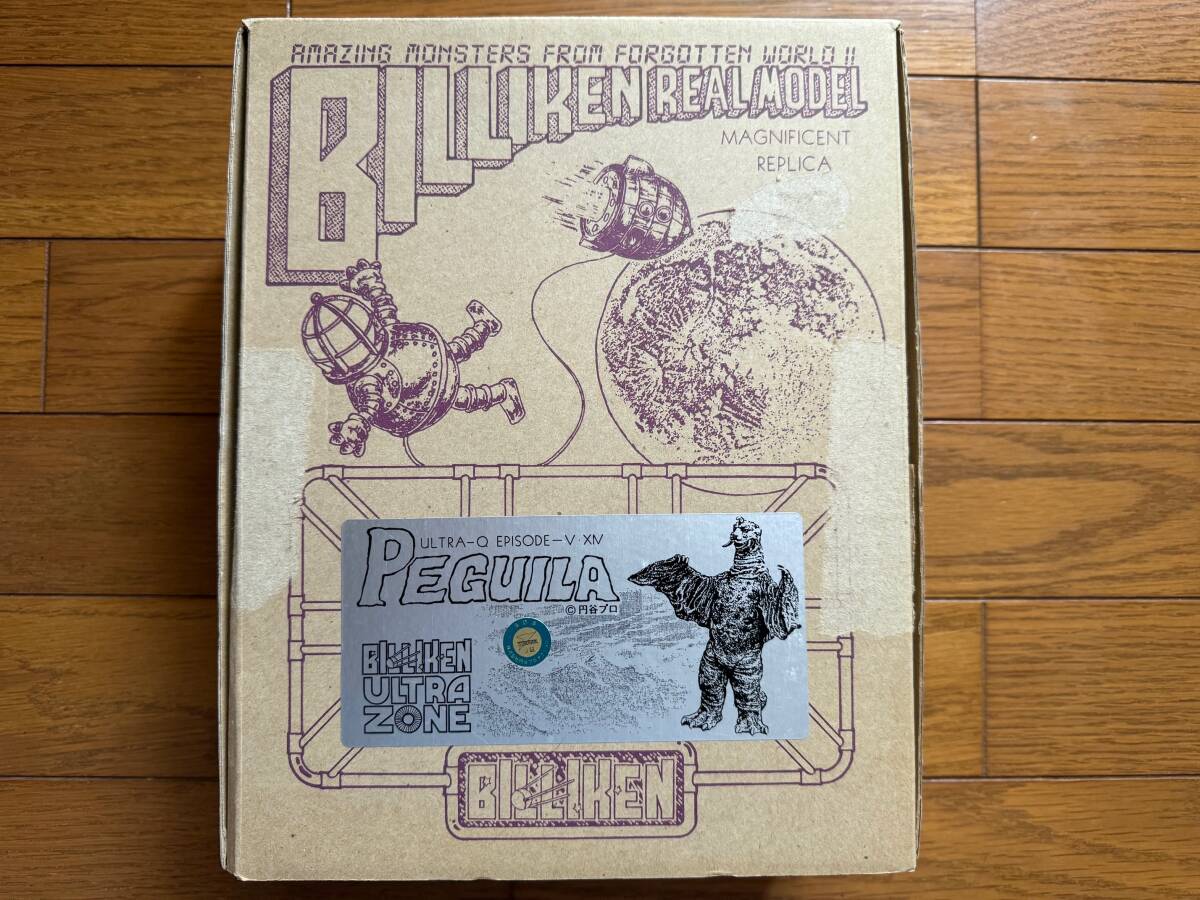 AMAZING MONSTERS FROM FORGOTTEN WORLD II
BILLIKEN REAL MODEL
MAGNIFICENT
REPLICA
ULTRA-Q EPISODE-V·XIV
PEGUILA
©円谷プロ
BILLIKEN
ULTRA
ZONE
BILLIKEN